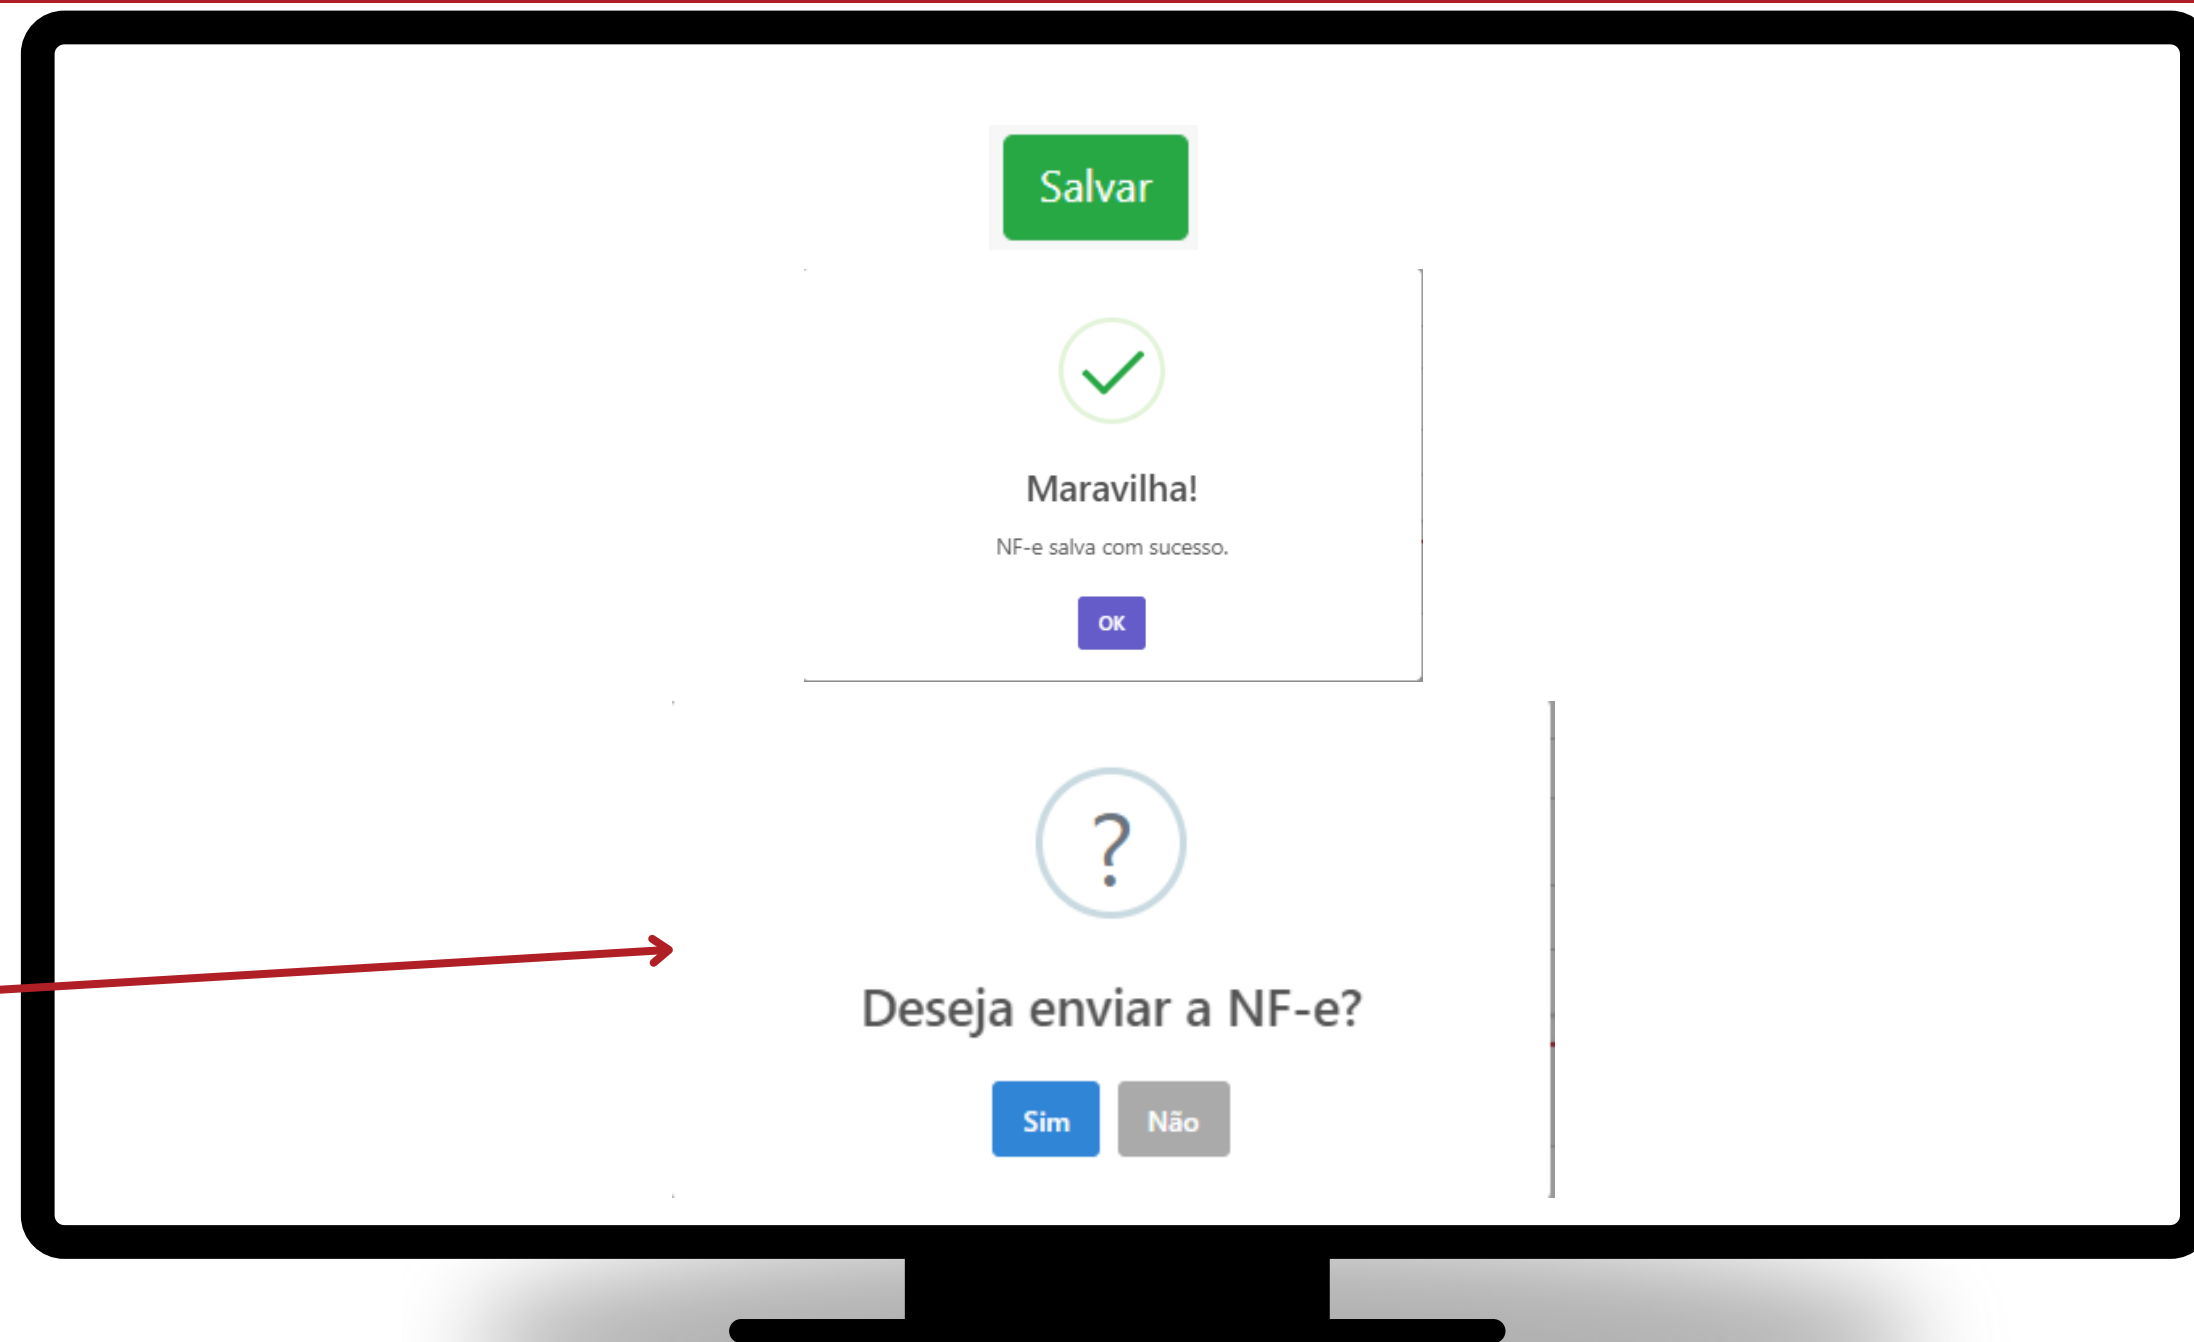 Salvar
Maravilha!
NF-e salva com sucesso.
OK
?
Deseja enviar a NF-e?
Sim Não